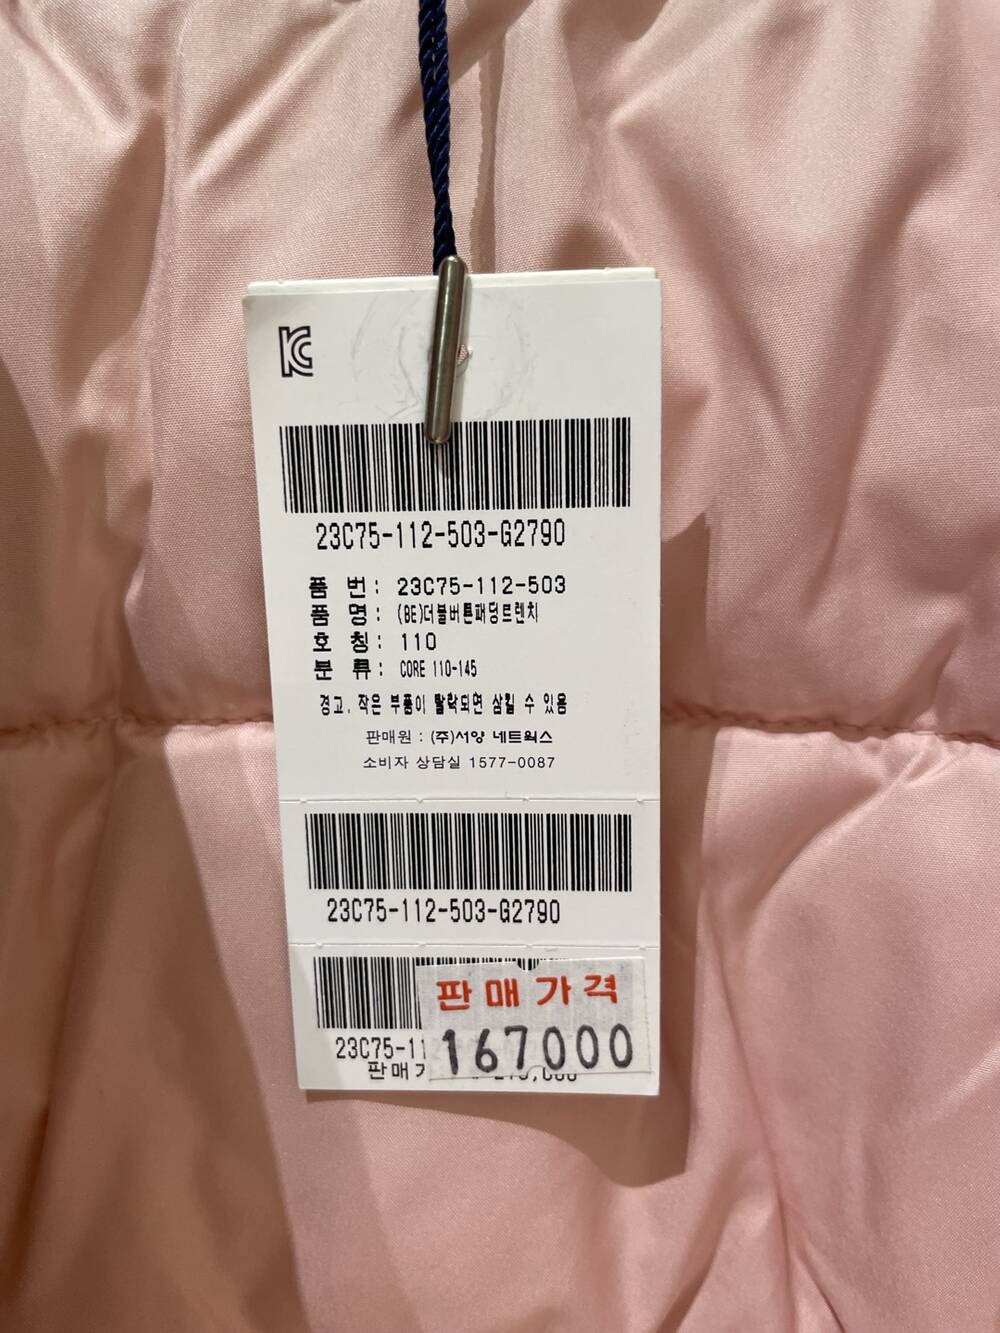 KC
23C75-112-503-G2790
품 번: 23C75-112-503
품 명: (BE)더블버튼패딩트렌치
호 칭: 110
분 류: CORE 110-145
경고. 작은 부품이 탈락되면 삼킬 수 있음
판매원 : (주)서양 네트웍스
소비자 상담실 1577-0087
23C75-112-503-G2790
판매가격
23C75-11
167000
판매